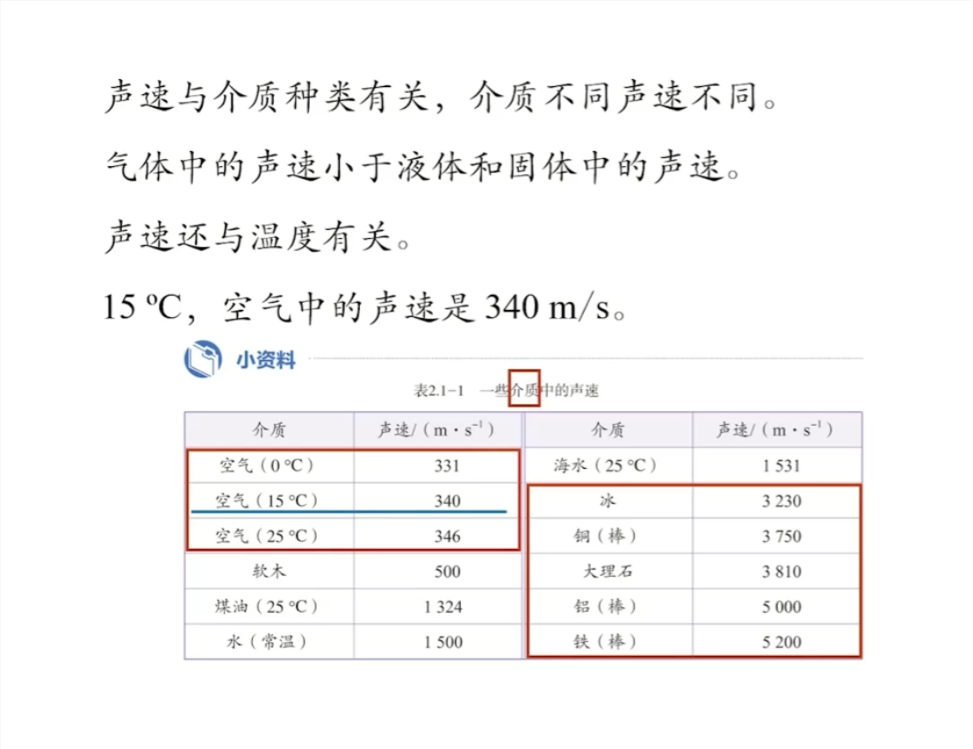 声速与介质种类有关，介质不同声速不同。
气体中的声速小于液体和固体中的声速。
声速还与温度有关。
15 ºC，空气中的声速是 340 m/s。
小资料
表2.1-1 一些介质中的声速
介质 声速/（m·s⁻¹） 介质 声速/（m·s⁻¹）
空气（0 ℃） 331 海水（25 ℃） 1 531
空气（15 ℃） 340 冰 3 230
空气（25 ℃） 346 铜（棒） 3 750
软木 500 大理石 3 810
煤油（25 ℃） 1 324 铝（棒） 5 000
水（常温） 1 500 铁（棒） 5 200